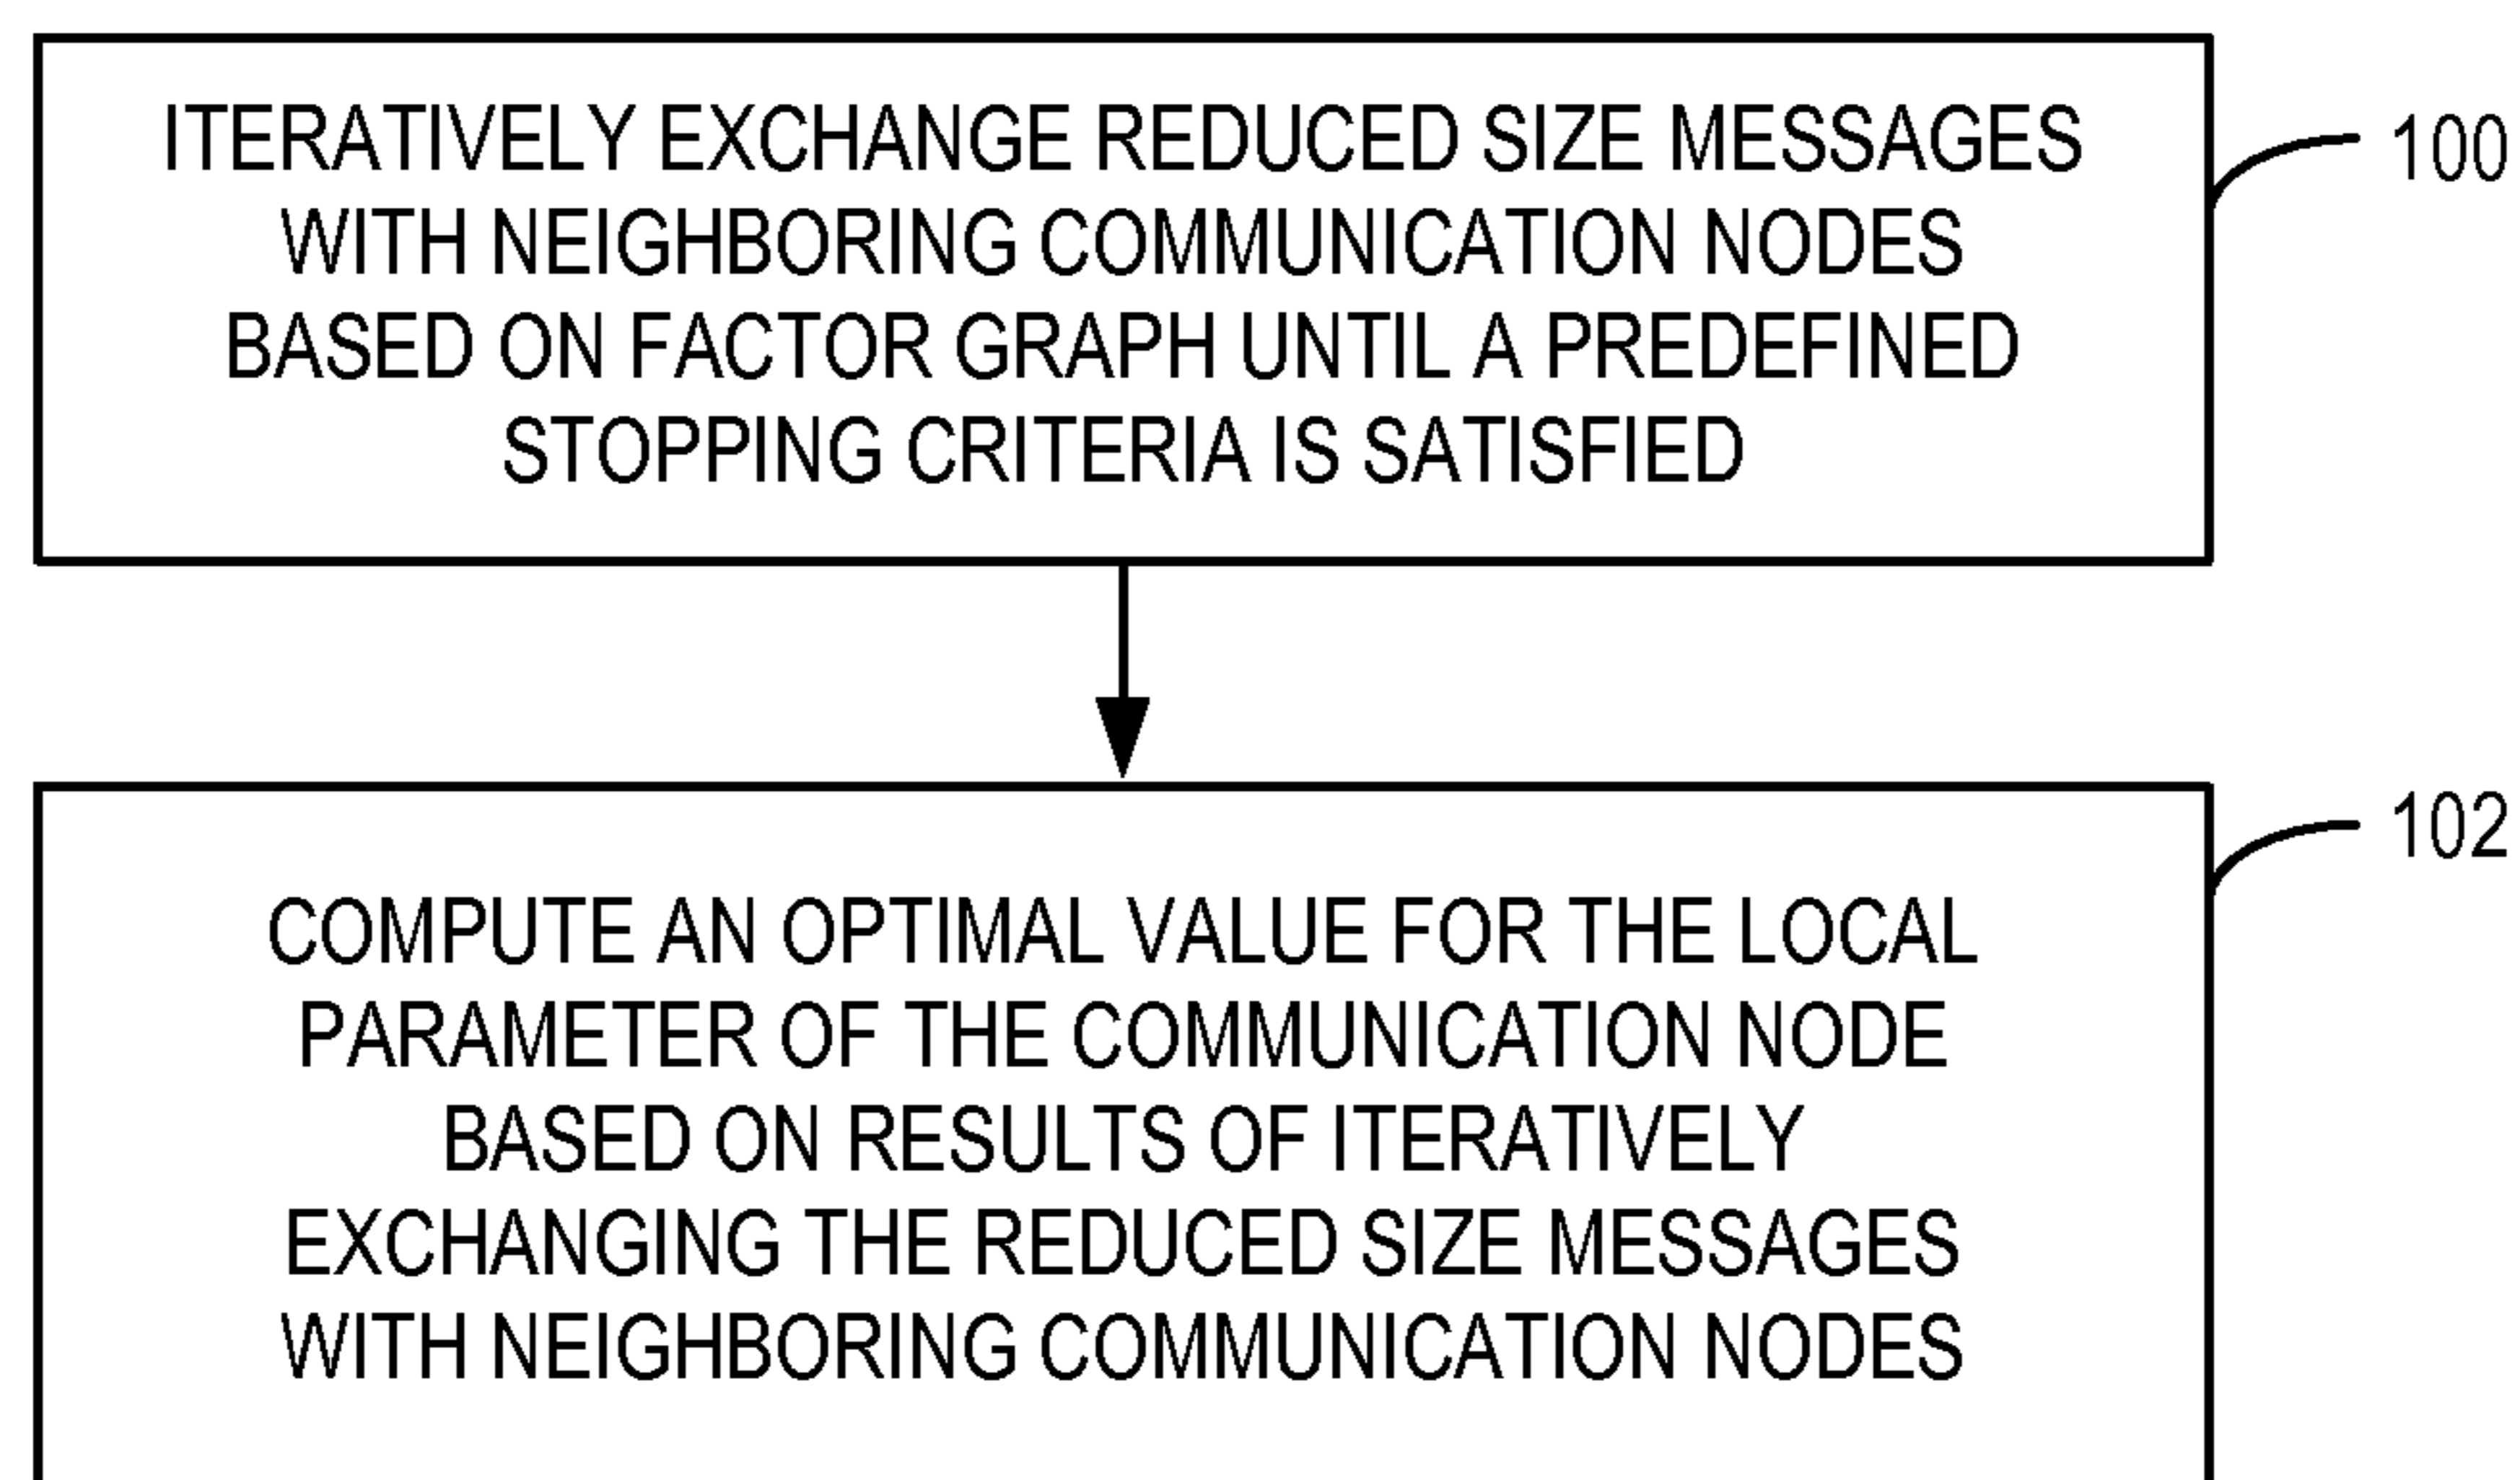 ITERATIVELY EXCHANGE REDUCED SIZE MESSAGES
WITH NEIGHBORING COMMUNICATION NODES
BASED ON FACTOR GRAPH UNTIL A PREDEFINED
STOPPING CRITERIA IS SATISFIED
100
COMPUTE AN OPTIMAL VALUE FOR THE LOCAL
PARAMETER OF THE COMMUNICATION NODE
BASED ON RESULTS OF ITERATIVELY
EXCHANGING THE REDUCED SIZE MESSAGES
WITH NEIGHBORING COMMUNICATION NODES
102